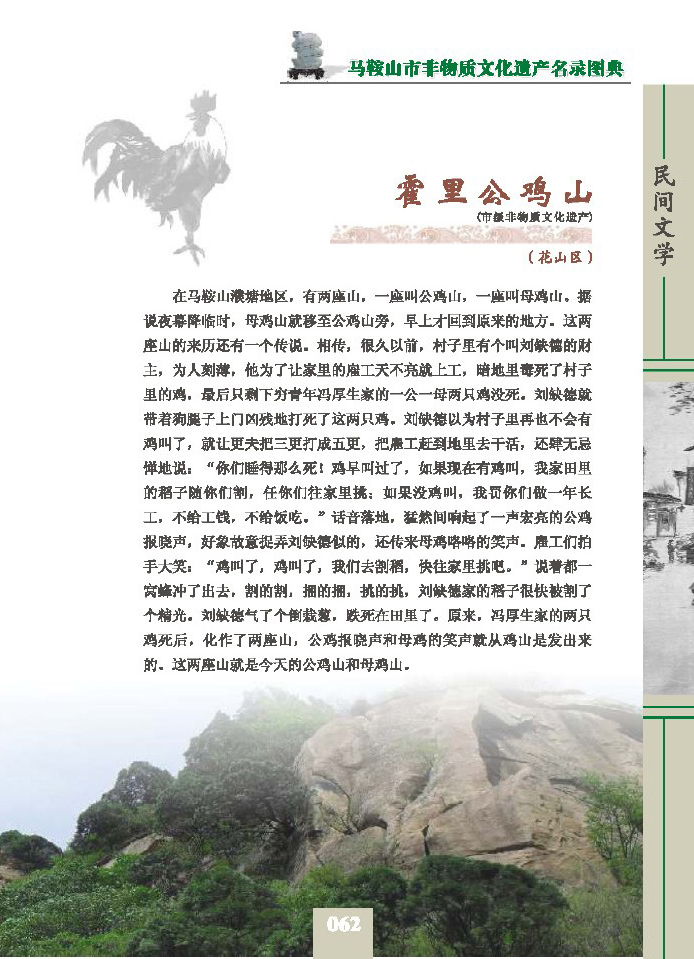 马鞍山市非物质文化遗产名录图典
民间文学
霍里公鸡山
(市级非物质文化遗产)
（花山区）
在马鞍山濮塘地区，有两座山，一座叫公鸡山，一座叫母鸡山。据
说夜幕降临时，母鸡山就移至公鸡山旁，早上才回到原来的地方。这两
座山的来历还有一个传说。相传，很久以前，村子里有个叫刘缺德的财
主，为人刻薄，他为了让家里的雇工天不亮就上工，暗地里毒死了村子
里的鸡，最后只剩下穷青年冯厚生家的一公一母两只鸡没死。刘缺德就
带着狗腿子上门凶残地打死了这两只鸡。刘缺德以为村子里再也不会有
鸡叫了，就让更夫把三更打成五更，把雇工赶到地里去干活，还肆无忌
惮地说：“你们睡得那么死！鸡早叫过了，如果现在有鸡叫，我家田里
的稻子随你们割，任你们往家里挑；如果没鸡叫，我罚你们做一年长
工，不给工钱，不给饭吃。”话音落地，猛然间响起了一声宏亮的公鸡
报晓声，好象故意捉弄刘缺德似的，还传来母鸡咯咯的笑声。雇工们拍
手大笑：“鸡叫了，鸡叫了，我们去割稻，快往家里挑吧。”说着都一
窝蜂冲了出去，割的割，捆的捆，挑的挑，刘缺德家的稻子很快被割了
个精光。刘缺德气了个倒栽葱，跌死在田里了。原来，冯厚生家的两只
鸡死后，化作了两座山，公鸡报晓声和母鸡的笑声就从鸡山是发出来
的。这两座山就是今天的公鸡山和母鸡山。
062